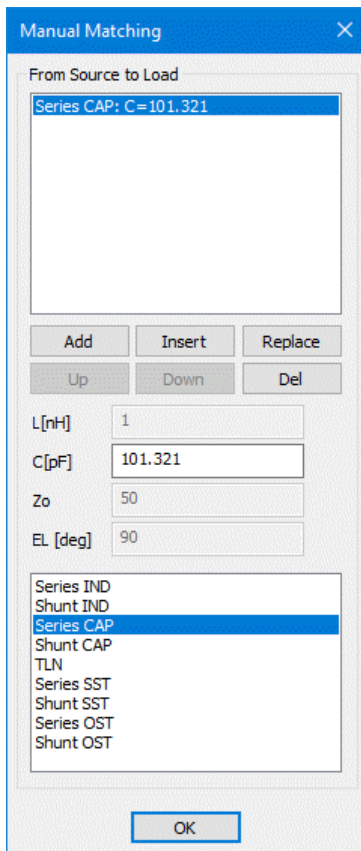 Manual Matching
From Source to Load
Series CAP: C=101.321
Add Insert Replace
Up Down Del
L[nH] 1
C[pF] 101.321
Zo 50
EL [deg] 90
Series IND
Shunt IND
Series CAP
Shunt CAP
TLN
Series SST
Shunt SST
Series OST
Shunt OST
OK